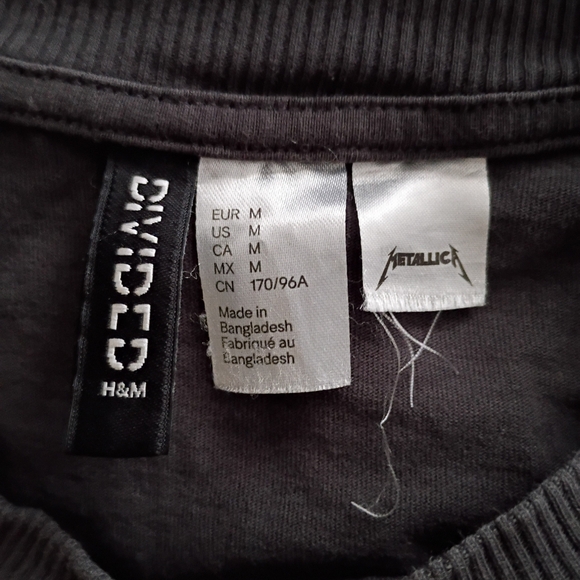 DIVIDED
H&M
EUR M
US M
CA M
MX M
CN 170/96A
Made in
Bangladesh
Fabriqué au
Bangladesh
METALLICA